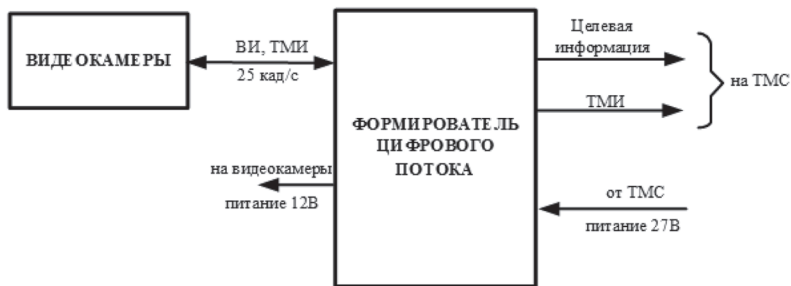 ВИДЕОКАМЕРЫ
ВИ, ТМИ
25 кад/с
ФОРМИРОВАТЕЛЬ
ЦИФРОВОГО
ПОТОКА
Целевая
информация
ТМИ
на ТМС
на видеокамеры
питание 12В
от ТМС
питание 27В